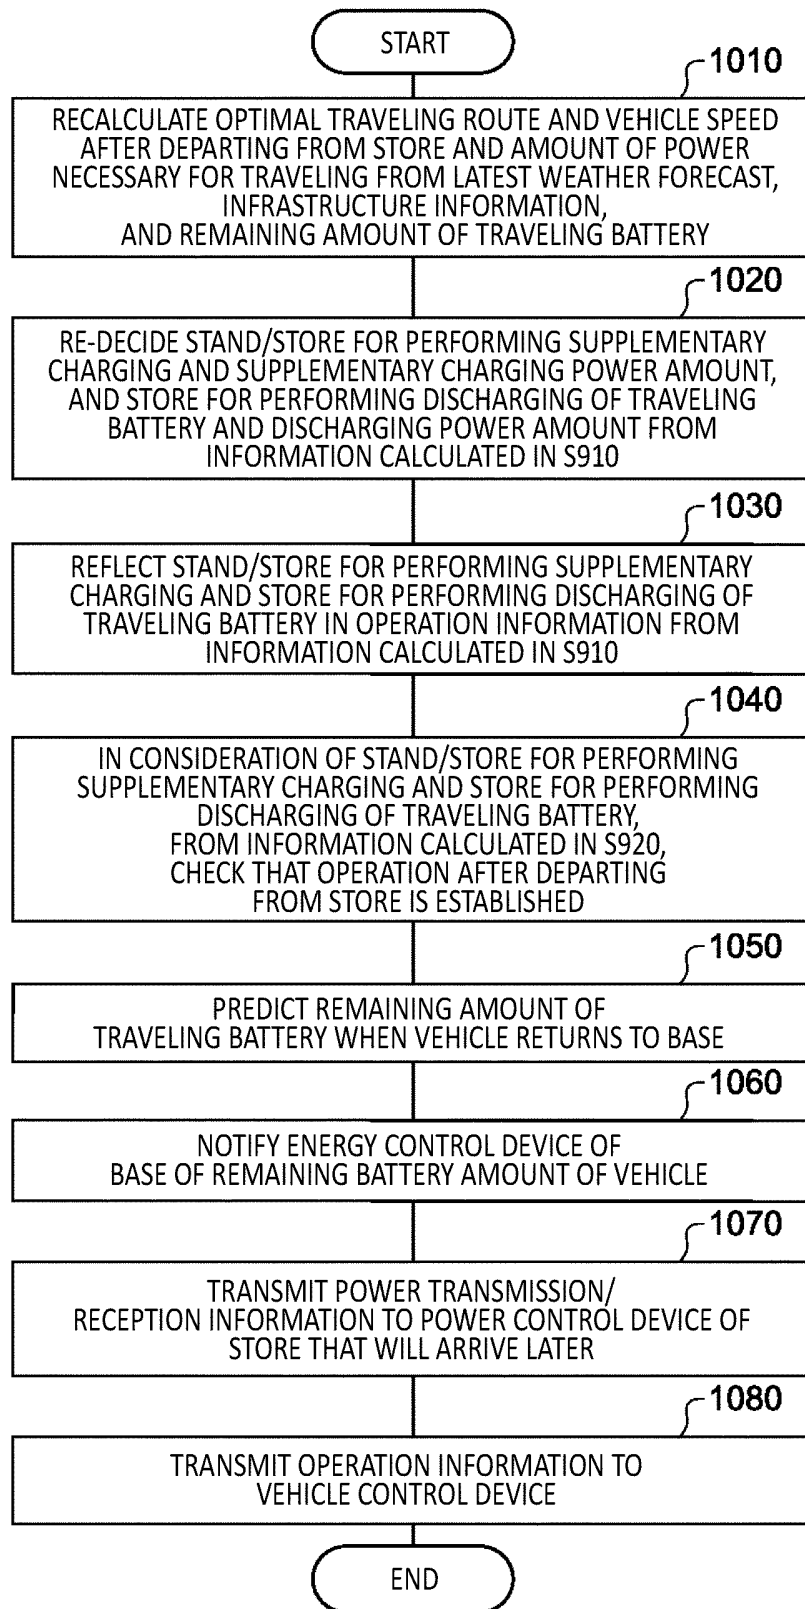 START
1010
RECALCULATE OPTIMAL TRAVELING ROUTE AND VEHICLE SPEED
AFTER DEPARTING FROM STORE AND AMOUNT OF POWER
NECESSARY FOR TRAVELING FROM LATEST WEATHER FORECAST,
INFRASTRUCTURE INFORMATION,
AND REMAINING AMOUNT OF TRAVELING BATTERY
1020
RE-DECIDE STAND/STORE FOR PERFORMING SUPPLEMENTARY
CHARGING AND SUPPLEMENTARY CHARGING POWER AMOUNT,
AND STORE FOR PERFORMING DISCHARGING OF TRAVELING
BATTERY AND DISCHARGING POWER AMOUNT FROM
INFORMATION CALCULATED IN S910
1030
REFLECT STAND/STORE FOR PERFORMING SUPPLEMENTARY
CHARGING AND STORE FOR PERFORMING DISCHARGING OF
TRAVELING BATTERY IN OPERATION INFORMATION FROM
INFORMATION CALCULATED IN S910
1040
IN CONSIDERATION OF STAND/STORE FOR PERFORMING
SUPPLEMENTARY CHARGING AND STORE FOR PERFORMING
DISCHARGING OF TRAVELING BATTERY,
FROM INFORMATION CALCULATED IN S920,
CHECK THAT OPERATION AFTER DEPARTING
FROM STORE IS ESTABLISHED
1050
PREDICT REMAINING AMOUNT OF
TRAVELING BATTERY WHEN VEHICLE RETURNS TO BASE
1060
NOTIFY ENERGY CONTROL DEVICE OF
BASE OF REMAINING BATTERY AMOUNT OF VEHICLE
1070
TRANSMIT POWER TRANSMISSION/
RECEPTION INFORMATION TO POWER CONTROL DEVICE OF
STORE THAT WILL ARRIVE LATER
1080
TRANSMIT OPERATION INFORMATION TO
VEHICLE CONTROL DEVICE
END